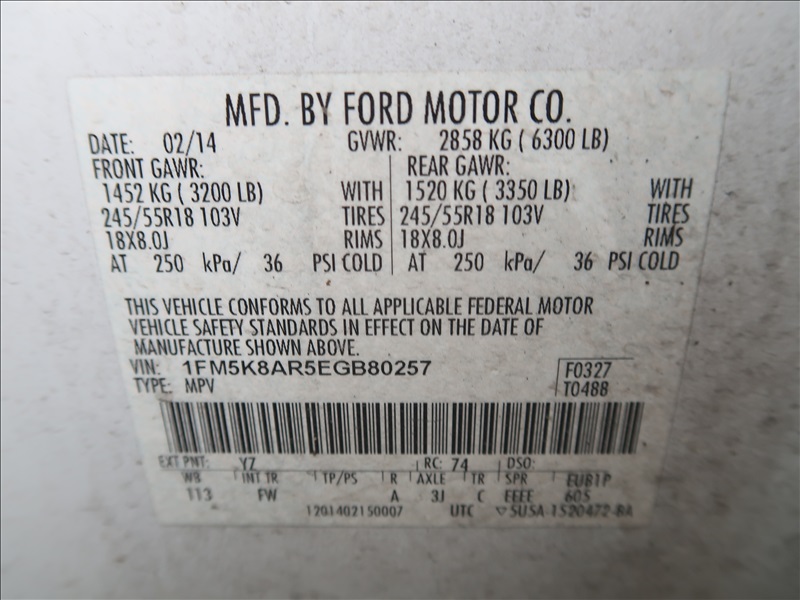 MFD. BY FORD MOTOR CO.
DATE: 02/14 GVWR: 2858 KG ( 6300 LB)
FRONT GAWR: REAR GAWR:
1452 KG ( 3200 LB) WITH 1520 KG ( 3350 LB) WITH
245/55R18 103V TIRES 245/55R18 103V TIRES
18X8.0J RIMS 18X8.0J RIMS
AT 250 kPa/ 36 PSI COLD AT 250 kPa/ 36 PSI COLD
THIS VEHICLE CONFORMS TO ALL APPLICABLE FEDERAL MOTOR
VEHICLE SAFETY STANDARDS IN EFFECT ON THE DATE OF
MANUFACTURE SHOWN ABOVE.
VIN: 1FM5K8AR5EGB80257 F0327
TYPE: MPV T0488
EXT PNT: Y7 RC: 74 DSO:
WB INT TR TP/PS R AXLE TR SPR EUB1P
113 FW A 3J C EEEE 605
1201402150007 UTC ▽SUSA 1520472-BA